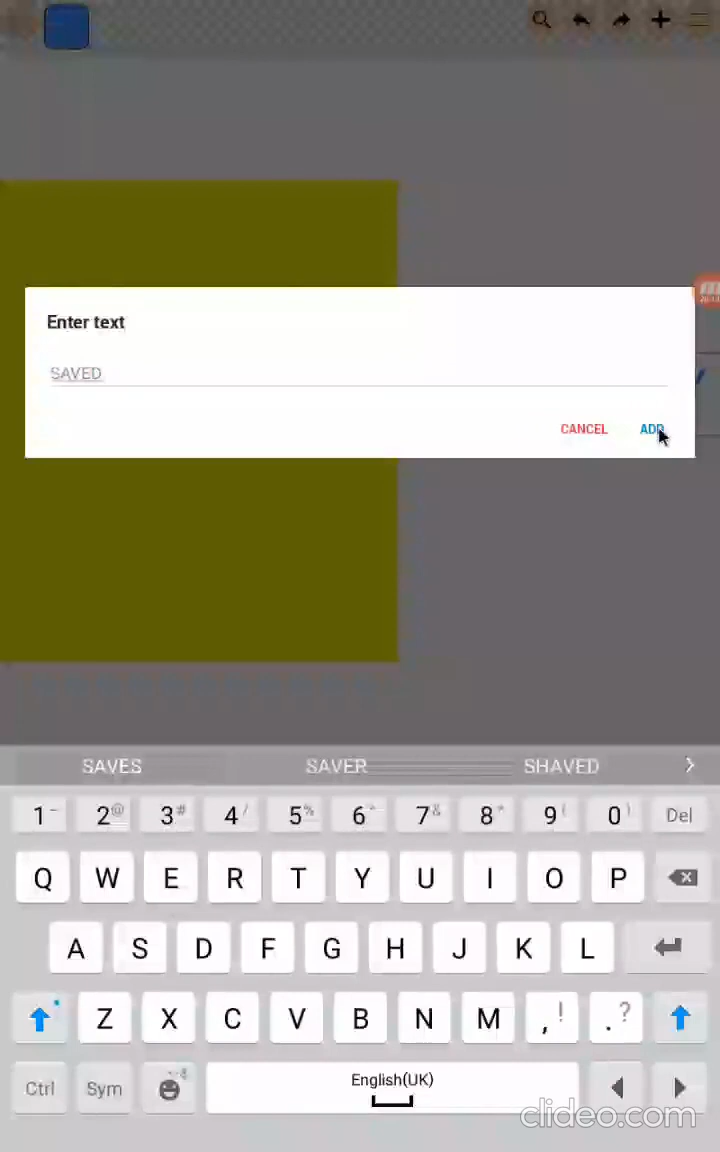 Enter text
SAVED
CANCEL ADD
SAVES SAVER SHAVED
1 - 2 @ 3 # 4 / 5 % 6 ^ 7 & 8 * 9 ( 0 ) Del
Q W E R T Y U I O P
A S D F G H J K L
Z X C V B N M , ! . ?
Ctrl Sym English(UK)
clideo.com